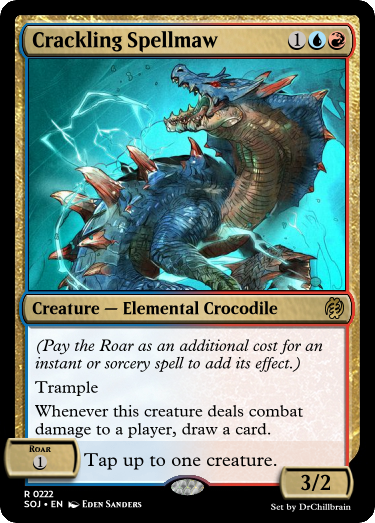 Crackling Spellmaw 1
Creature — Elemental Crocodile
(Pay the Roar as an additional cost for an
instant or sorcery spell to add its effect.)
Trample
Whenever this creature deals combat
damage to a player, draw a card.
Roar
1
Tap up to one creature.
3/2
R 0222
SOJ • EN Eden Sanders
Set by DrChillbrain